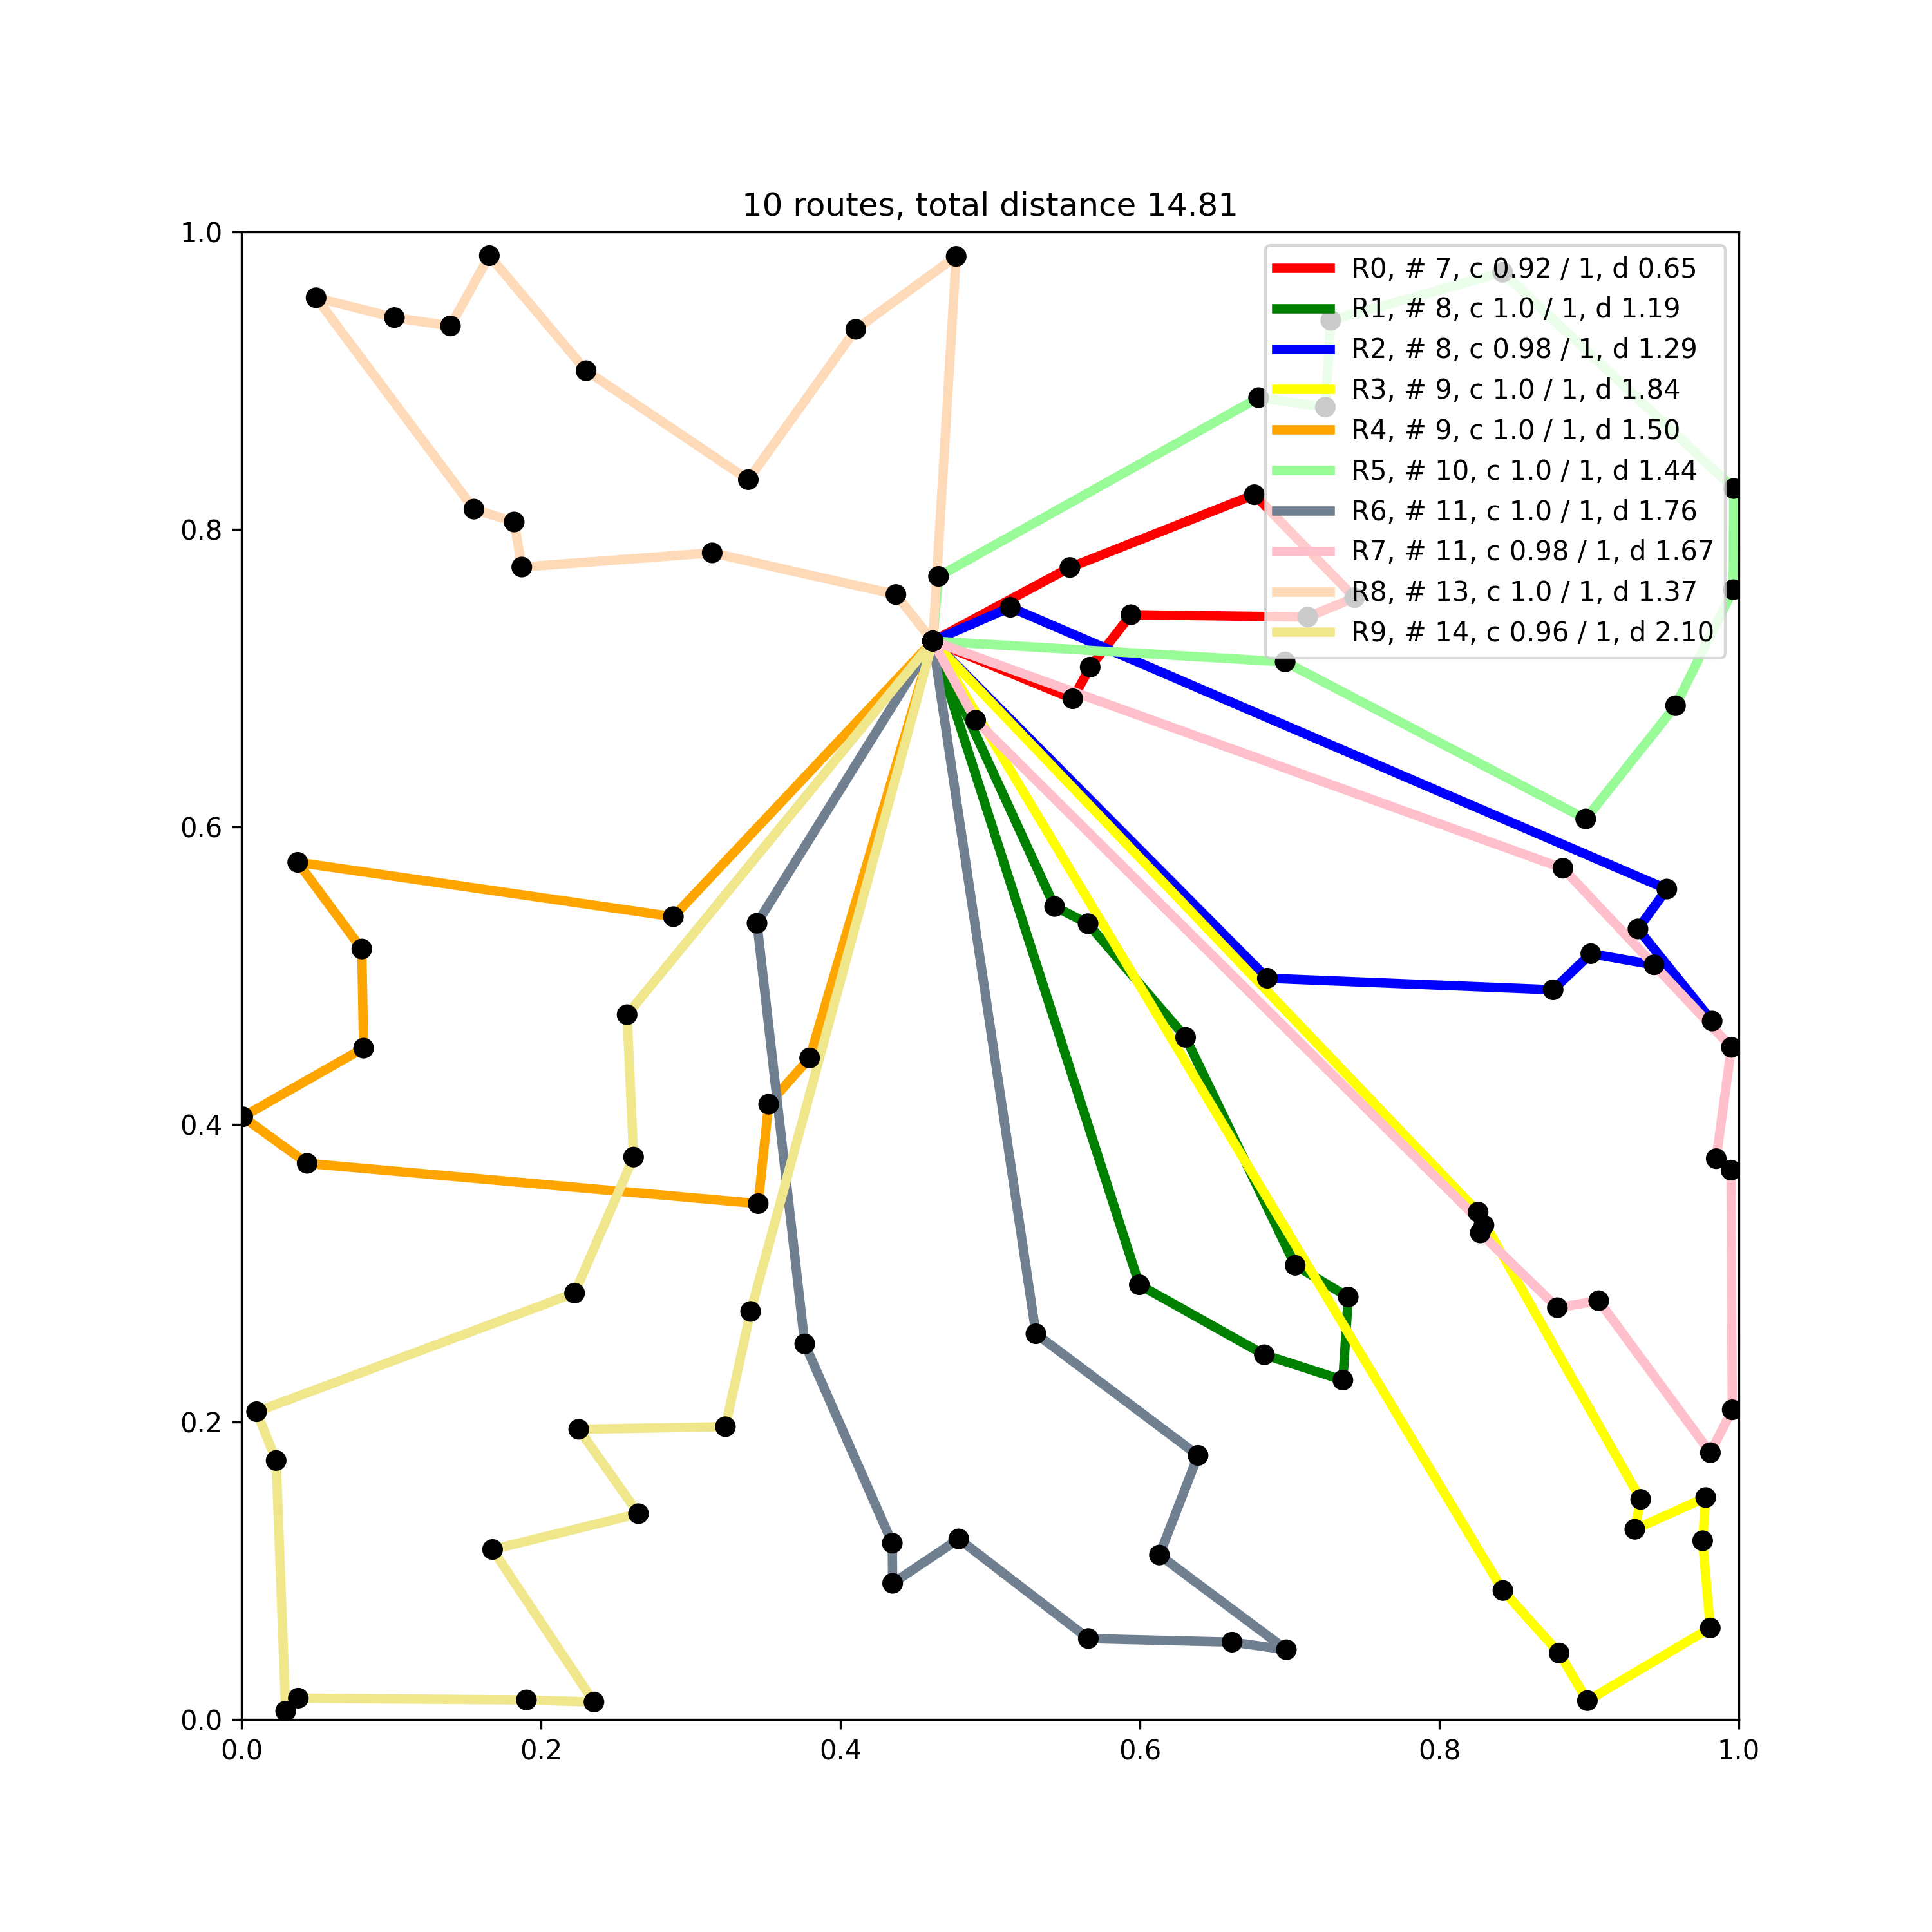 10 routes, total distance 14.81
1.0
0.8
0.6
0.4
0.2
0.0
R0, # 7, c 0.92 / 1, d 0.65
R1, # 8, c 1.0 / 1, d 1.19
R2, # 8, c 0.98 / 1, d 1.29
R3, # 9, c 1.0 / 1, d 1.84
R4, # 9, c 1.0 / 1, d 1.50
R5, # 10, c 1.0 / 1, d 1.44
R6, # 11, c 1.0 / 1, d 1.76
R7, # 11, c 0.98 / 1, d 1.67
R8, # 13, c 1.0 / 1, d 1.37
R9, # 14, c 0.96 / 1, d 2.10
0.0 0.2 0.4 0.6 0.8 1.0